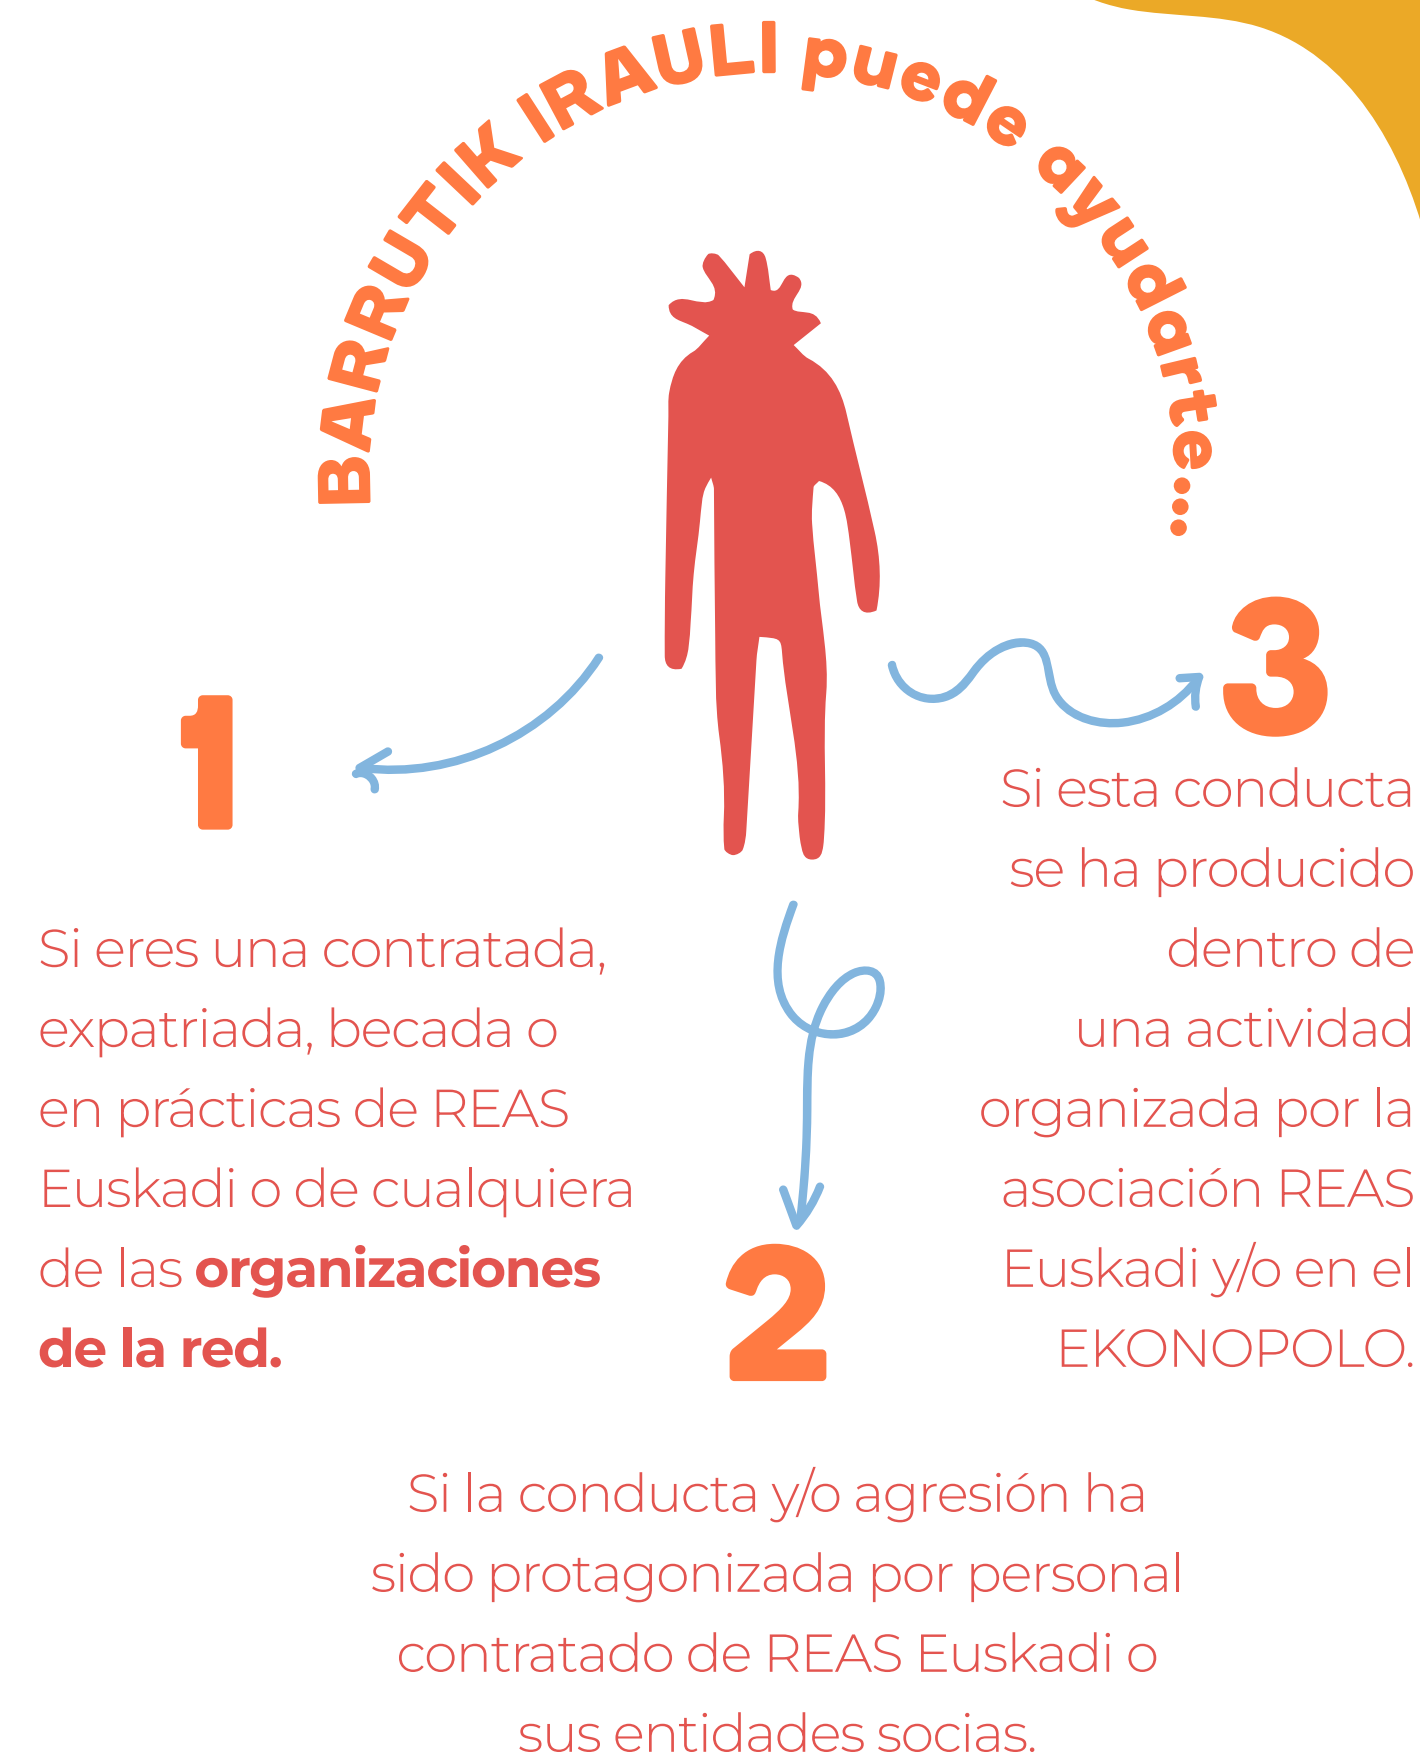 BARRUTIK IRAULI puede ayudarte...
1
Si eres una contratada,
expatriada, becada o
en prácticas de REAS
Euskadi o de cualquiera
de las organizaciones
de la red.
2
Si la conducta y/o agresión ha
sido protagonizada por personal
contratado de REAS Euskadi o
sus entidades socias.
3
Si esta conducta
se ha producido
dentro de
una actividad
organizada por la
asociación REAS
Euskadi y/o en el
EKONOPOLO.